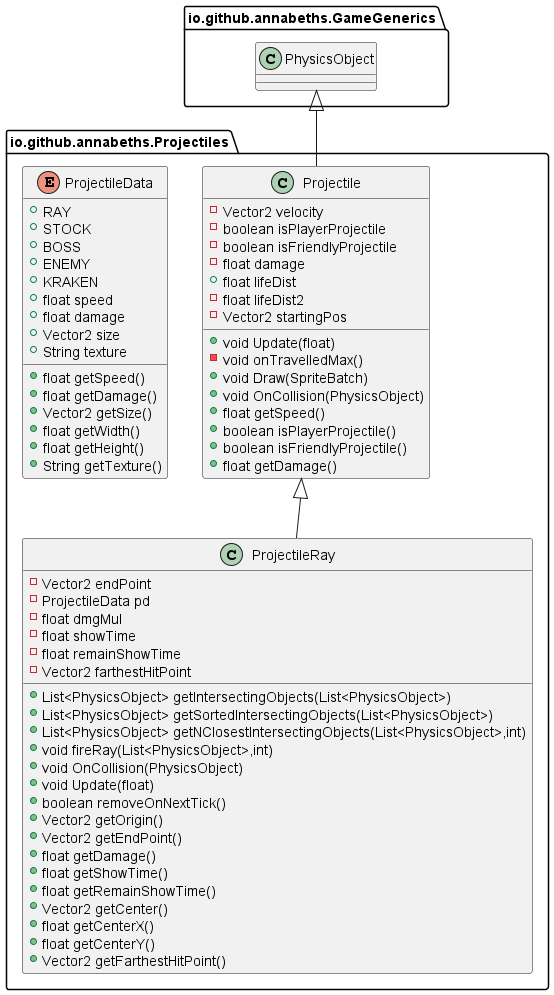 io.github.annabeths.GameGenerics
C PhysicsObject
io.github.annabeths.Projectiles
E ProjectileData
RAY
STOCK
BOSS
ENEMY
KRAKEN
float speed
float damage
Vector2 size
String texture
float getSpeed()
float getDamage()
Vector2 getSize()
float getWidth()
float getHeight()
String getTexture()
C Projectile
Vector2 velocity
boolean isPlayerProjectile
boolean isFriendlyProjectile
float damage
float lifeDist
float lifeDist2
Vector2 startingPos
void Update(float)
void onTravelledMax()
void Draw(SpriteBatch)
void OnCollision(PhysicsObject)
float getSpeed()
boolean isPlayerProjectile()
boolean isFriendlyProjectile()
float getDamage()
C ProjectileRay
Vector2 endPoint
ProjectileData pd
float dmgMul
float showTime
float remainShowTime
Vector2 farthestHitPoint
List<PhysicsObject> getIntersectingObjects(List<PhysicsObject>)
List<PhysicsObject> getSortedIntersectingObjects(List<PhysicsObject>)
List<PhysicsObject> getNClosestIntersectingObjects(List<PhysicsObject>,int)
void fireRay(List<PhysicsObject>,int)
void OnCollision(PhysicsObject)
void Update(float)
boolean removeOnNextTick()
Vector2 getOrigin()
Vector2 getEndPoint()
float getDamage()
float getShowTime()
float getRemainShowTime()
Vector2 getCenter()
float getCenterX()
float getCenterY()
Vector2 getFarthestHitPoint()